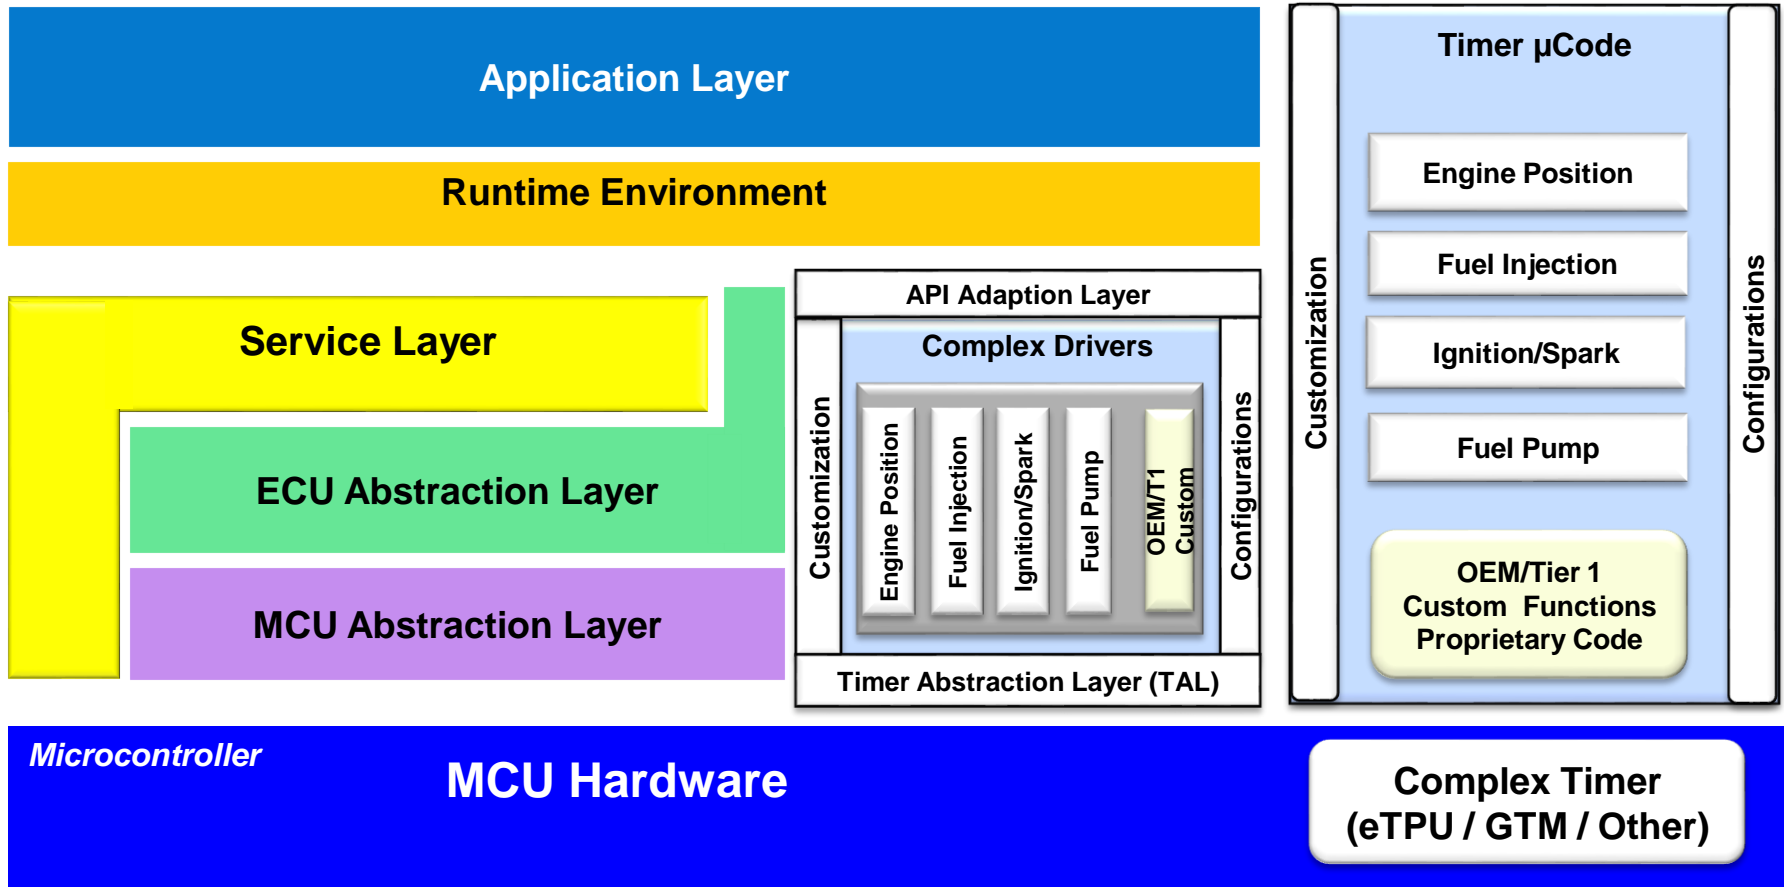 Application Layer
Runtime Environment
Service Layer
ECU Abstraction Layer
MCU Abstraction Layer
API Adaption Layer
Customization
Complex Drivers
Engine Position
Fuel Injection
Ignition/Spark
Fuel Pump
OEM/T1
Custom
Configurations
Timer Abstraction Layer (TAL)
Customization
Timer µCode
Engine Position
Fuel Injection
Ignition/Spark
Fuel Pump
OEM/Tier 1
Custom Functions
Proprietary Code
Configurations
Microcontroller
MCU Hardware
Complex Timer
(eTPU / GTM / Other)